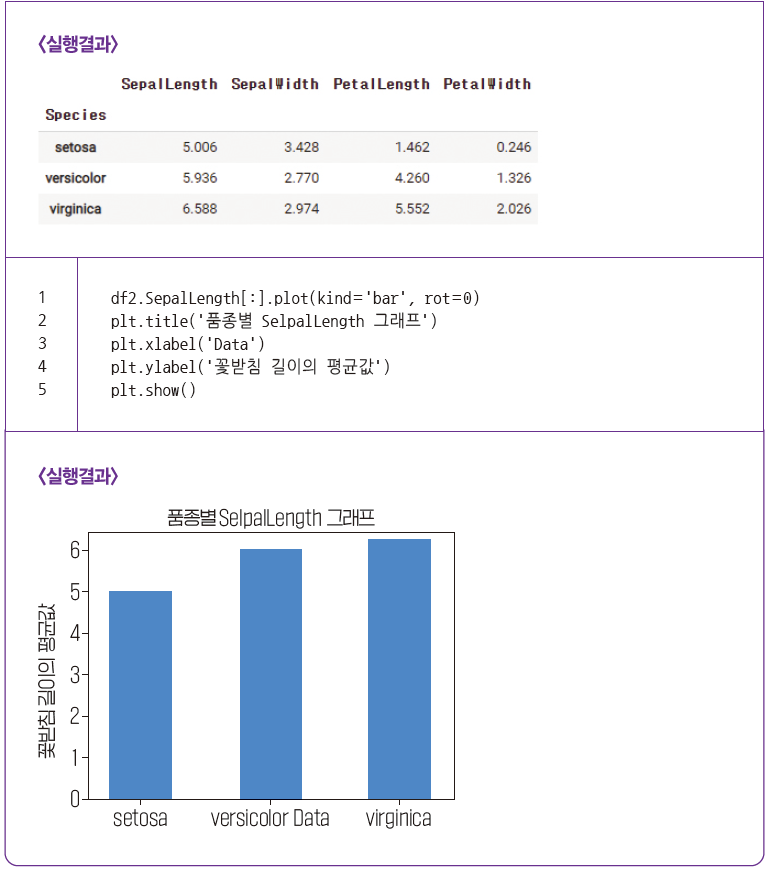 〈실행결과〉
SepalLength SepalWidth PetalLength PetalWidth
Species
setosa 5.006 3.428 1.462 0.246
versicolor 5.936 2.770 4.260 1.326
virginica 6.588 2.974 5.552 2.026
1 df2.SepalLength[:].plot(kind='bar', rot=0)
2 plt.title('품종별 SelpalLength 그래프')
3 plt.xlabel('Data')
4 plt.ylabel('꽃받침 길이의 평균값')
5 plt.show()
〈실행결과〉
품종별 SelpalLength 그래프
꽃받침 길이의 평균값
6
5
4
3
2
1
0
setosa versicolor Data virginica